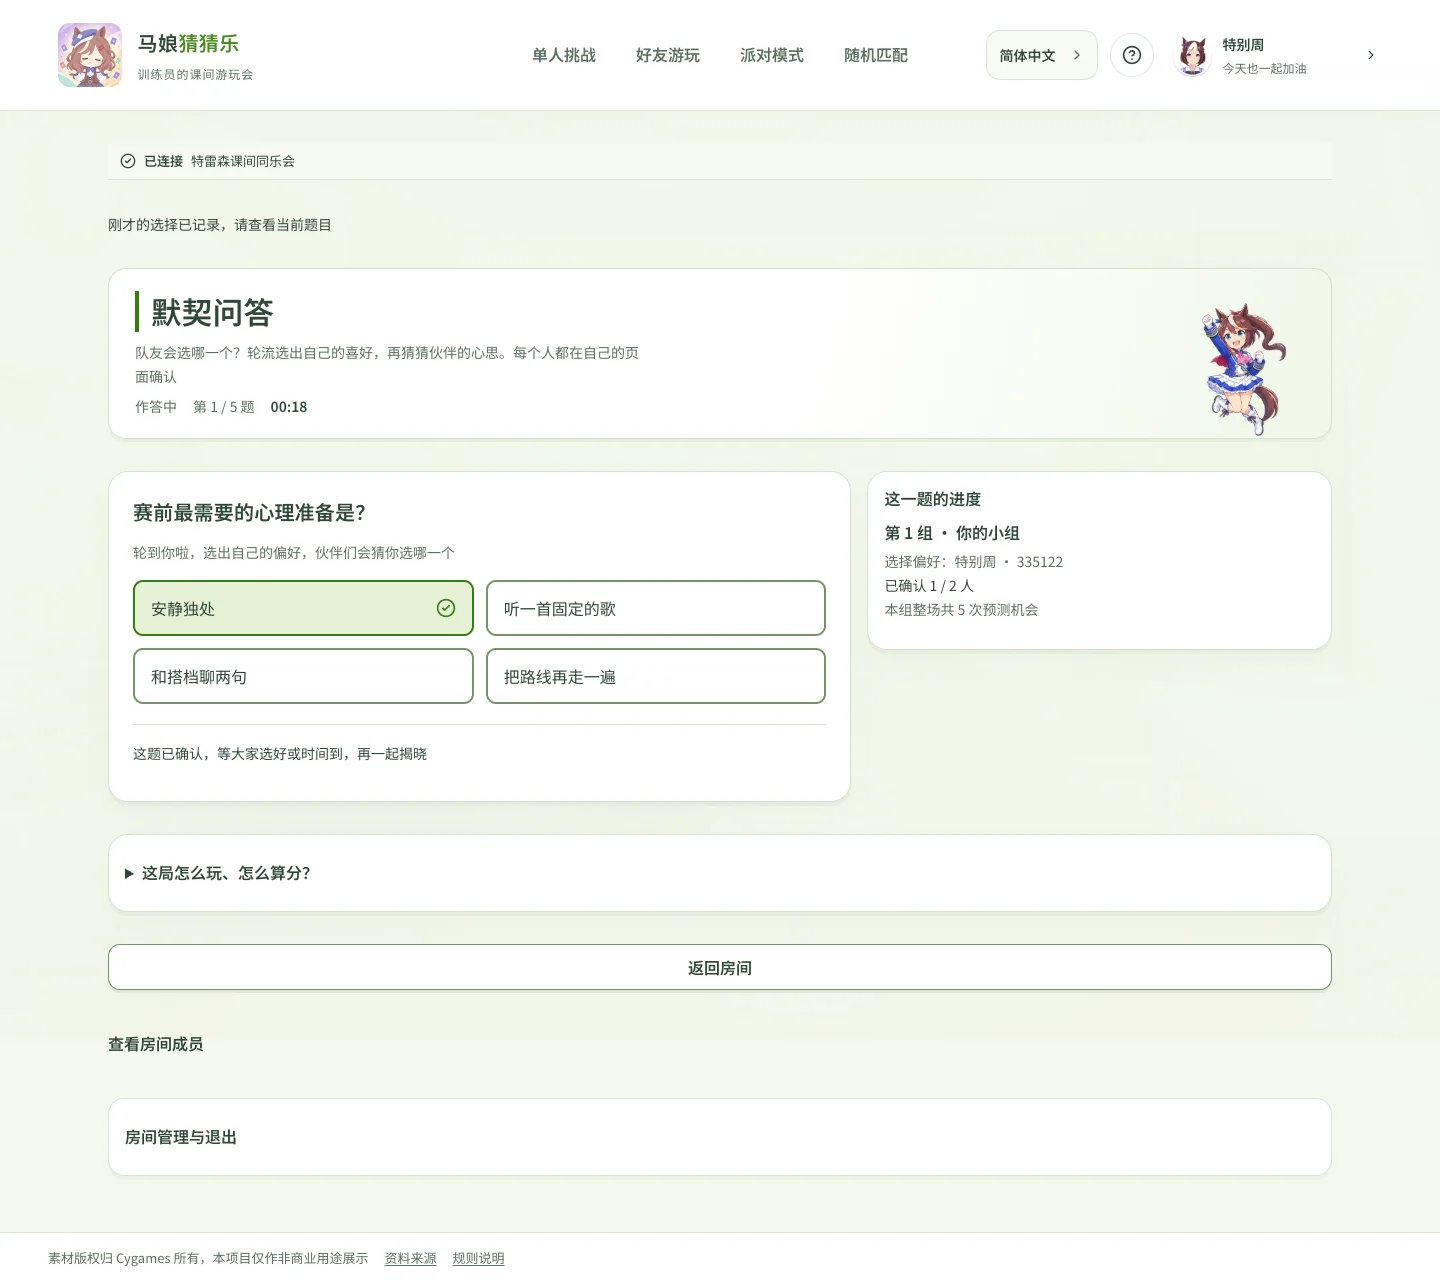 马娘猜猜乐
训练员的课间游玩会
单人挑战
好友游玩
派对模式
随机匹配
简体中文
特别周
今天也一起加油
已连接 特雷森课间同乐会
刚才的选择已记录，请查看当前题目
默契问答
队友会选哪一个？轮流选出自己的喜好，再猜猜伙伴的心思。每个人都在自己的页
面确认
作答中 第 1 / 5 题 00:18
赛前最需要的心理准备是？
轮到你啦，选出自己的偏好，伙伴们会猜你选哪一个
安静独处
听一首固定的歌
和搭档聊两句
把路线再走一遍
这题已确认，等大家选好或时间到，再一起揭晓
这一题的进度
第 1 组 · 你的小组
选择偏好：特别周 · 335122
已确认 1 / 2 人
本组整场共 5 次预测机会
这局怎么玩、怎么算分？
返回房间
查看房间成员
房间管理与退出
素材版权归 Cygames 所有，本项目仅作非商业用途展示 资料来源 规则说明